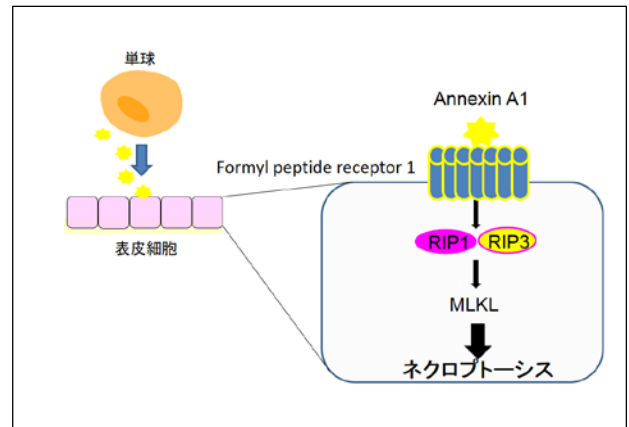 単球
Annexin A1
Formyl peptide receptor 1
表皮細胞
RIP1
RIP3
MLKL
ネクロプトーシス